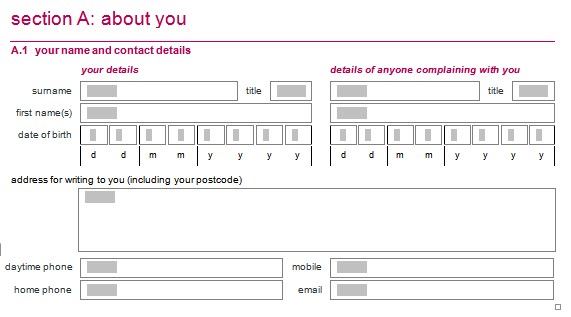 section A: about you
A.1 your name and contact details
your details details of anyone complaining with you
surname title title
first name(s)
date of birth
d d m m y y y y d d m m y y y y
address for writing to you (including your postcode)
daytime phone mobile
home phone email